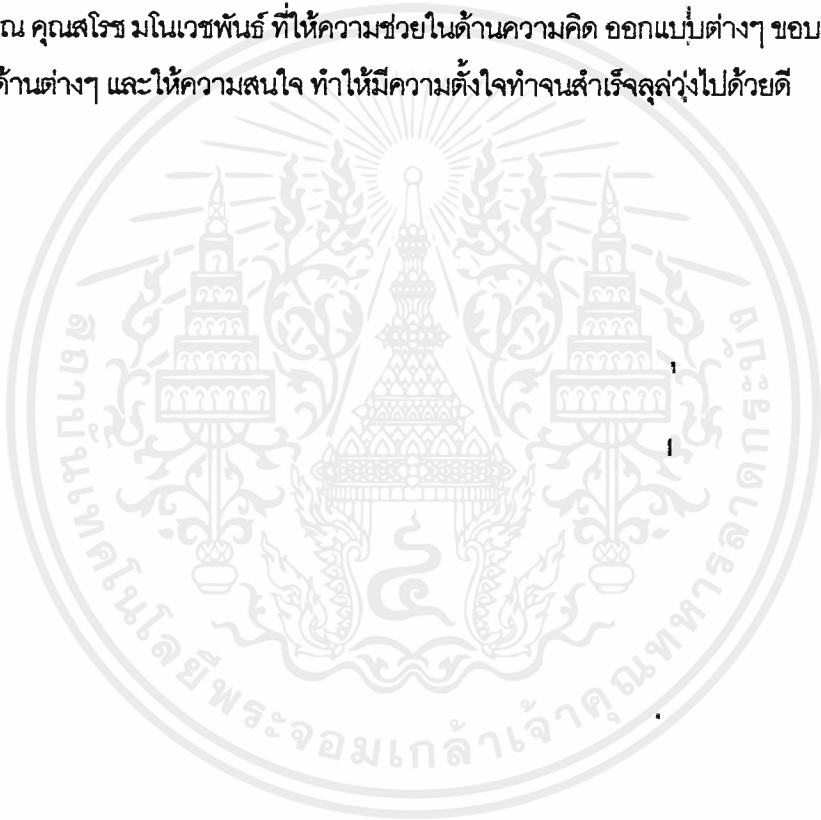 ณ คุณสโรช มโนเวชพันธ์ ที่ให้ความช่วยในด้านความคิด ออกแบบต่างๆ ขอบ
ด้านต่างๆ และให้ความสนใจ ทำให้มีความตั้งใจทำจนสำเร็จลุล่วงไปด้วยดี
สถาบันเทคโนโลยีพระจอมเกล้าเจ้าคุณทหารลาดกระบัง
๔